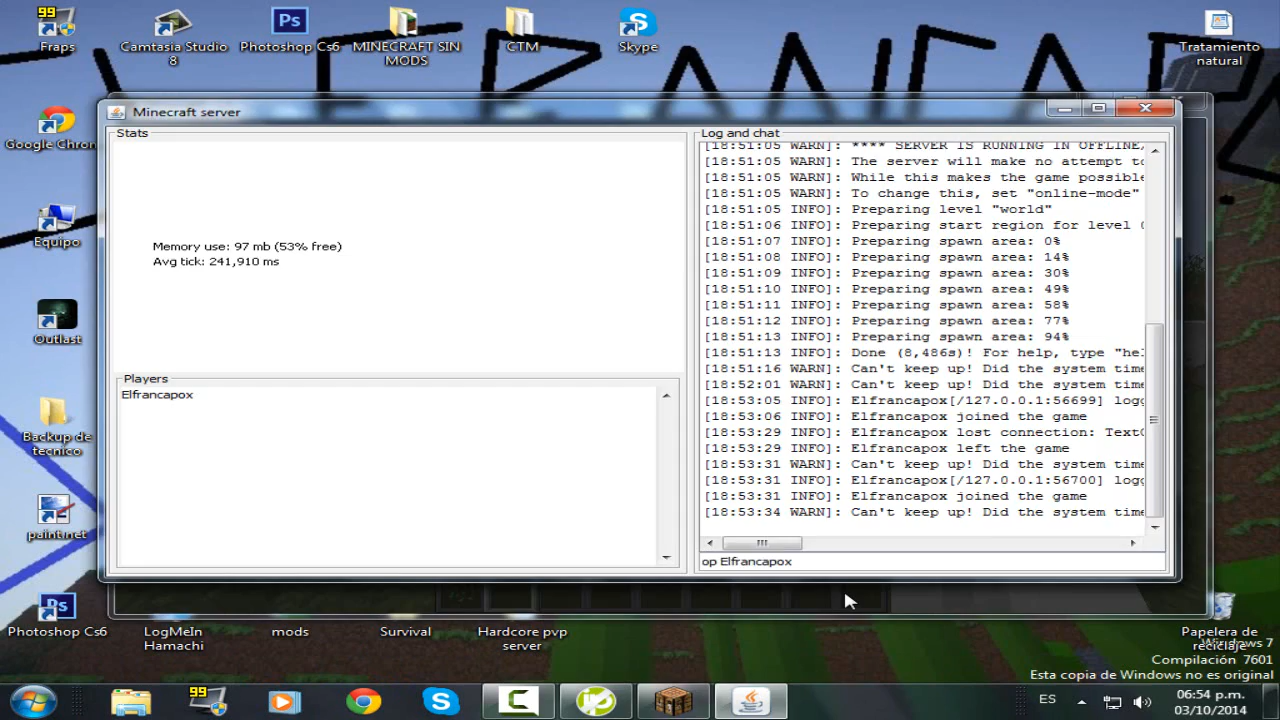 Fraps
Camtasia Studio
8
Photoshop Cs6
MINECRAFT SIN
MODS
CTM
Skype
Tratamiento
natural
Google Chron
Equipo
Outlast
Backup de
tecnico
paint.net
Minecraft server
Stats
Memory use: 97 mb (53% free)
Avg tick: 241,910 ms
Players
Elfrancapox
Log and chat
[18:51:05 WARN]: **** SERVER IS RUNNING IN OFFLINE/
[18:51:05 WARN]: The server will make no attempt to
[18:51:05 WARN]: While this makes the game possible
[18:51:05 WARN]: To change this, set "online-mode"
[18:51:05 INFO]: Preparing level "world"
[18:51:06 INFO]: Preparing start region for level 0
[18:51:07 INFO]: Preparing spawn area: 0%
[18:51:08 INFO]: Preparing spawn area: 14%
[18:51:09 INFO]: Preparing spawn area: 30%
[18:51:10 INFO]: Preparing spawn area: 49%
[18:51:11 INFO]: Preparing spawn area: 58%
[18:51:12 INFO]: Preparing spawn area: 77%
[18:51:13 INFO]: Preparing spawn area: 94%
[18:51:13 INFO]: Done (8,486s)! For help, type "hel
[18:51:16 WARN]: Can't keep up! Did the system time
[18:52:01 WARN]: Can't keep up! Did the system time
[18:53:05 INFO]: Elfrancapox[/127.0.0.1:56699] logg
[18:53:06 INFO]: Elfrancapox joined the game
[18:53:29 INFO]: Elfrancapox lost connection: TextC
[18:53:29 INFO]: Elfrancapox left the game
[18:53:31 WARN]: Can't keep up! Did the system time
[18:53:31 INFO]: Elfrancapox[/127.0.0.1:56700] logg
[18:53:31 INFO]: Elfrancapox joined the game
[18:53:34 WARN]: Can't keep up! Did the system time
op Elfrancapox
Photoshop Cs6
LogMeIn
Hamachi
mods
Survival
Hardcore pvp
server
Papelera de
reciclaje
Windows 7
Compilación 7601
Esta copia de Windows no es original
99
ES
06:54 p.m.
03/10/2014